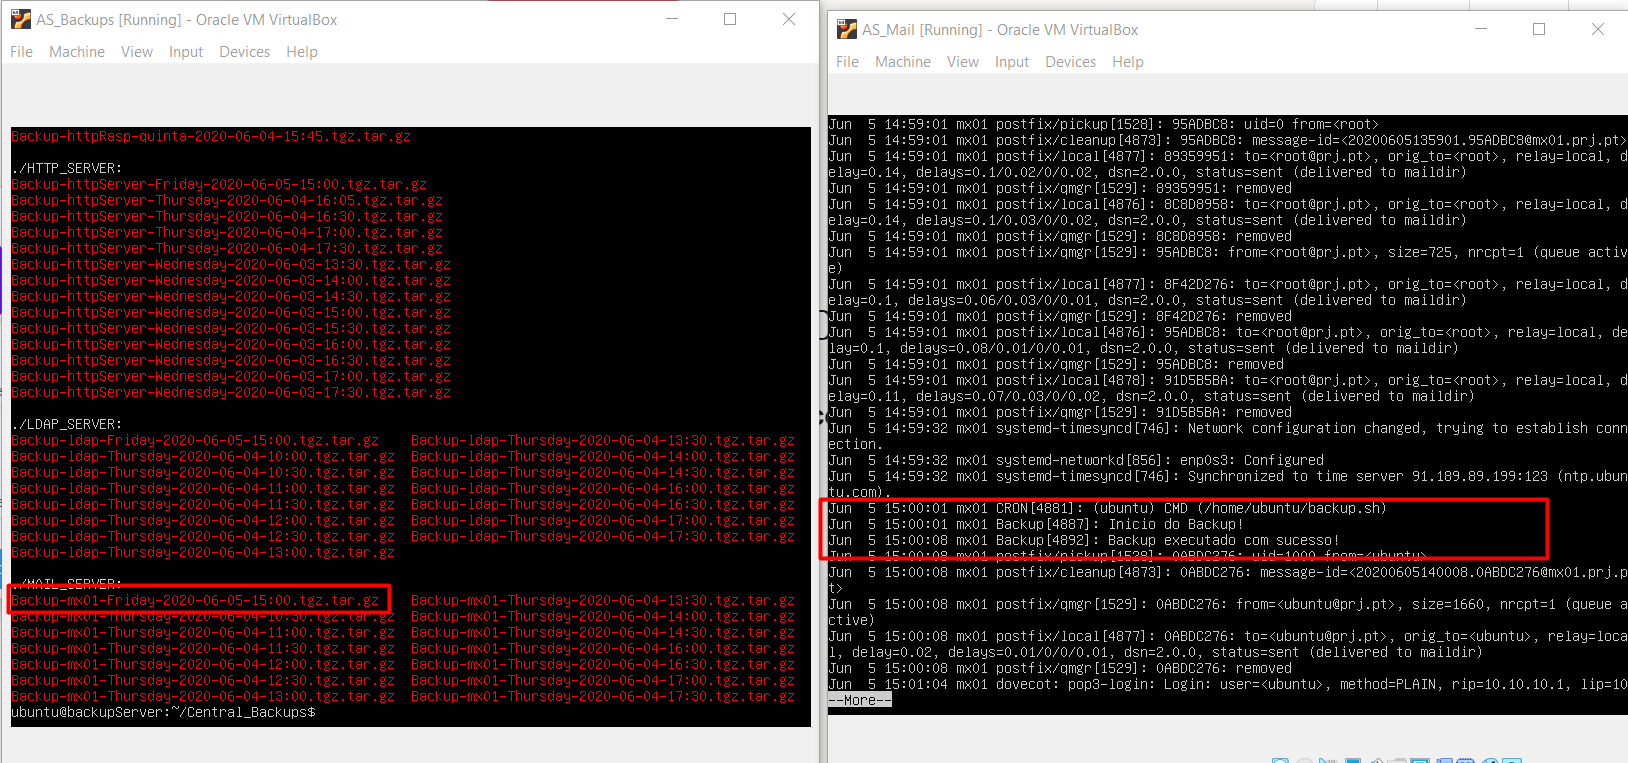 AS_Backups [Running] - Oracle VM VirtualBox
File Machine View Input Devices Help
Backup-httpRasp-quinta-2020-06-04-15:45.tgz.tar.gz
./HTTP_SERVER:
Backup-httpServer-Friday-2020-06-05-15:00.tgz.tar.gz
Backup-httpServer-Thursday-2020-06-04-16:05.tgz.tar.gz
Backup-httpServer-Thursday-2020-06-04-16:30.tgz.tar.gz
Backup-httpServer-Thursday-2020-06-04-17:00.tgz.tar.gz
Backup-httpServer-Thursday-2020-06-04-17:30.tgz.tar.gz
Backup-httpServer-Wednesday-2020-06-03-13:30.tgz.tar.gz
Backup-httpServer-Wednesday-2020-06-03-14:00.tgz.tar.gz
Backup-httpServer-Wednesday-2020-06-03-14:30.tgz.tar.gz
Backup-httpServer-Wednesday-2020-06-03-15:00.tgz.tar.gz
Backup-httpServer-Wednesday-2020-06-03-15:30.tgz.tar.gz
Backup-httpServer-Wednesday-2020-06-03-16:00.tgz.tar.gz
Backup-httpServer-Wednesday-2020-06-03-16:30.tgz.tar.gz
Backup-httpServer-Wednesday-2020-06-03-17:00.tgz.tar.gz
Backup-httpServer-Wednesday-2020-06-03-17:30.tgz.tar.gz
./LDAP_SERVER:
Backup-ldap-Friday-2020-06-05-15:00.tgz.tar.gz Backup-ldap-Thursday-2020-06-04-13:30.tgz.tar.gz
Backup-ldap-Thursday-2020-06-04-10:00.tgz.tar.gz Backup-ldap-Thursday-2020-06-04-14:00.tgz.tar.gz
Backup-ldap-Thursday-2020-06-04-10:30.tgz.tar.gz Backup-ldap-Thursday-2020-06-04-14:30.tgz.tar.gz
Backup-ldap-Thursday-2020-06-04-11:00.tgz.tar.gz Backup-ldap-Thursday-2020-06-04-16:00.tgz.tar.gz
Backup-ldap-Thursday-2020-06-04-11:30.tgz.tar.gz Backup-ldap-Thursday-2020-06-04-16:30.tgz.tar.gz
Backup-ldap-Thursday-2020-06-04-12:00.tgz.tar.gz Backup-ldap-Thursday-2020-06-04-17:00.tgz.tar.gz
Backup-ldap-Thursday-2020-06-04-12:30.tgz.tar.gz Backup-ldap-Thursday-2020-06-04-17:30.tgz.tar.gz
Backup-ldap-Thursday-2020-06-04-13:00.tgz.tar.gz
./MAIL_SERVER:
Backup-mx01-Friday-2020-06-05-15:00.tgz.tar.gz Backup-mx01-Thursday-2020-06-04-13:30.tgz.tar.gz
Backup-mx01-Thursday-2020-06-04-10:30.tgz.tar.gz Backup-mx01-Thursday-2020-06-04-14:00.tgz.tar.gz
Backup-mx01-Thursday-2020-06-04-11:00.tgz.tar.gz Backup-mx01-Thursday-2020-06-04-14:30.tgz.tar.gz
Backup-mx01-Thursday-2020-06-04-11:30.tgz.tar.gz Backup-mx01-Thursday-2020-06-04-16:00.tgz.tar.gz
Backup-mx01-Thursday-2020-06-04-12:00.tgz.tar.gz Backup-mx01-Thursday-2020-06-04-16:30.tgz.tar.gz
Backup-mx01-Thursday-2020-06-04-12:30.tgz.tar.gz Backup-mx01-Thursday-2020-06-04-17:00.tgz.tar.gz
Backup-mx01-Thursday-2020-06-04-13:00.tgz.tar.gz Backup-mx01-Thursday-2020-06-04-17:30.tgz.tar.gz
ubuntu@backupServer:~/Central_Backups$
AS_Mail [Running] - Oracle VM VirtualBox
File Machine View Input Devices Help
Jun  5 14:59:01 mx01 postfix/pickup[1528]: 95ADBC8: uid=0 from=<root>
Jun  5 14:59:01 mx01 postfix/cleanup[4873]: 95ADBC8: message-id=<20200605135901.95ADBC8@mx01.prj.pt>
Jun  5 14:59:01 mx01 postfix/local[4877]: 89359951: to=<root@prj.pt>, orig_to=<root>, relay=local, d
elay=0.14, delays=0.1/0.02/0/0.02, dsn=2.0.0, status=sent (delivered to maildir)
Jun  5 14:59:01 mx01 postfix/qmgr[1529]: 89359951: removed
Jun  5 14:59:01 mx01 postfix/local[4876]: 8C8D8958: to=<root@prj.pt>, orig_to=<root>, relay=local, d
elay=0.14, delays=0.1/0.03/0/0.02, dsn=2.0.0, status=sent (delivered to maildir)
Jun  5 14:59:01 mx01 postfix/qmgr[1529]: 8C8D8958: removed
Jun  5 14:59:01 mx01 postfix/qmgr[1529]: 95ADBC8: from=<root@prj.pt>, size=725, nrcpt=1 (queue activ
e)
Jun  5 14:59:01 mx01 postfix/local[4877]: 8F42D276: to=<root@prj.pt>, orig_to=<root>, relay=local, d
elay=0.1, delays=0.06/0.03/0/0.01, dsn=2.0.0, status=sent (delivered to maildir)
Jun  5 14:59:01 mx01 postfix/qmgr[1529]: 8F42D276: removed
Jun  5 14:59:01 mx01 postfix/local[4876]: 95ADBC8: to=<root@prj.pt>, orig_to=<root>, relay=local, de
lay=0.1, delays=0.08/0.01/0/0.01, dsn=2.0.0, status=sent (delivered to maildir)
Jun  5 14:59:01 mx01 postfix/qmgr[1529]: 95ADBC8: removed
Jun  5 14:59:01 mx01 postfix/local[4878]: 91D5B5BA: to=<root@prj.pt>, orig_to=<root>, relay=local, d
elay=0.11, delays=0.07/0.03/0/0.02, dsn=2.0.0, status=sent (delivered to maildir)
Jun  5 14:59:01 mx01 postfix/qmgr[1529]: 91D5B5BA: removed
Jun  5 14:59:32 mx01 systemd-timesyncd[746]: Network configuration changed, trying to establish conn
ection.
Jun  5 14:59:32 mx01 systemd-networkd[856]: enp0s3: Configured
Jun  5 14:59:32 mx01 systemd-timesyncd[746]: Synchronized to time server 91.189.89.199:123 (ntp.ubun
tu.com).
Jun  5 15:00:01 mx01 CRON[4881]: (ubuntu) CMD (/home/ubuntu/backup.sh)
Jun  5 15:00:01 mx01 Backup[4887]: Inicio do Backup!
Jun  5 15:00:08 mx01 Backup[4892]: Backup executado com sucesso!
Jun  5 15:00:08 mx01 postfix/pickup[1528]: 0ABDC276: uid=1000 from=<ubuntu>
Jun  5 15:00:08 mx01 postfix/cleanup[4873]: 0ABDC276: message-id=<20200605140008.0ABDC276@mx01.prj.p
t>
Jun  5 15:00:08 mx01 postfix/qmgr[1529]: 0ABDC276: from=<ubuntu@prj.pt>, size=1660, nrcpt=1 (queue a
ctive)
Jun  5 15:00:08 mx01 postfix/local[4877]: 0ABDC276: to=<ubuntu@prj.pt>, orig_to=<ubuntu>, relay=loca
l, delay=0.02, delays=0.01/0/0/0.01, dsn=2.0.0, status=sent (delivered to maildir)
Jun  5 15:00:08 mx01 postfix/qmgr[1529]: 0ABDC276: removed
Jun  5 15:01:04 mx01 dovecot: pop3-login: Login: user=<ubuntu>, method=PLAIN, rip=10.10.10.1, lip=10
--More--